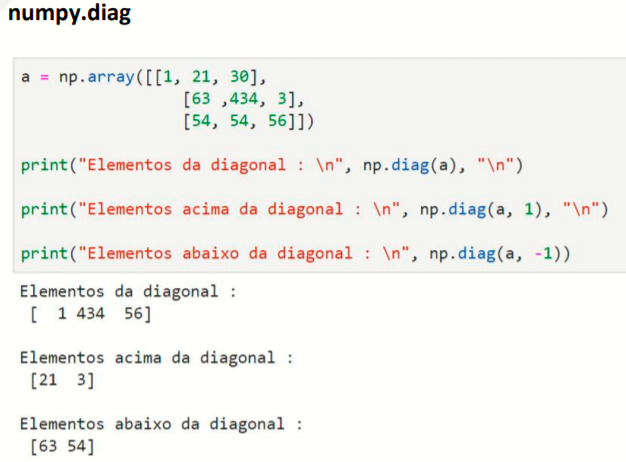 numpy.diag
a = np.array([[1, 21, 30],
[63 ,434, 3],
[54, 54, 56]])
print("Elementos da diagonal : \n", np.diag(a), "\n")
print("Elementos acima da diagonal : \n", np.diag(a, 1), "\n")
print("Elementos abaixo da diagonal : \n", np.diag(a, -1))
Elementos da diagonal :
[  1 434  56]
Elementos acima da diagonal :
[21  3]
Elementos abaixo da diagonal :
[63 54]